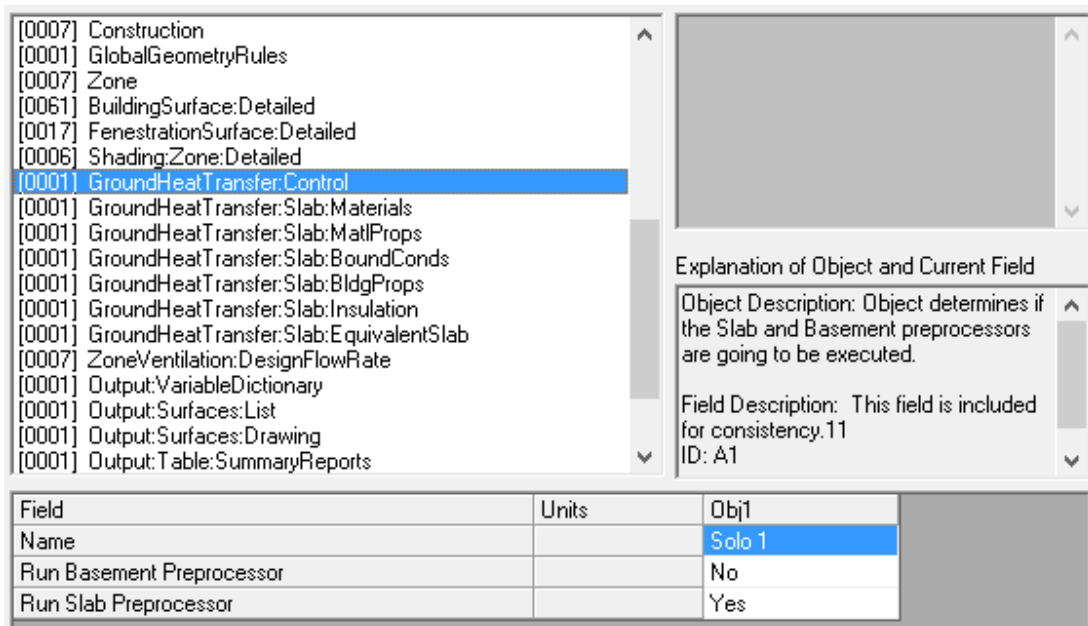 [0007] Construction
[0001] GlobalGeometryRules
[0007] Zone
[0061] BuildingSurface:Detailed
[0017] FenestrationSurface:Detailed
[0006] Shading:Zone:Detailed
[0001] GroundHeatTransfer:Control
[0001] GroundHeatTransfer:Slab:Materials
[0001] GroundHeatTransfer:Slab:MatlProps
[0001] GroundHeatTransfer:Slab:BoundConds
[0001] GroundHeatTransfer:Slab:BldgProps
[0001] GroundHeatTransfer:Slab:Insulation
[0001] GroundHeatTransfer:Slab:EquivalentSlab
[0007] ZoneVentilation:DesignFlowRate
[0001] Output:VariableDictionary
[0001] Output:Surfaces:List
[0001] Output:Surfaces:Drawing
[0001] Output:Table:SummaryReports
Explanation of Object and Current Field
Object Description: Object determines if
the Slab and Basement preprocessors
are going to be executed.
Field Description: This field is included
for consistency.11
ID: A1
Field Units Obj1
Name Solo 1
Run Basement Preprocessor No
Run Slab Preprocessor Yes